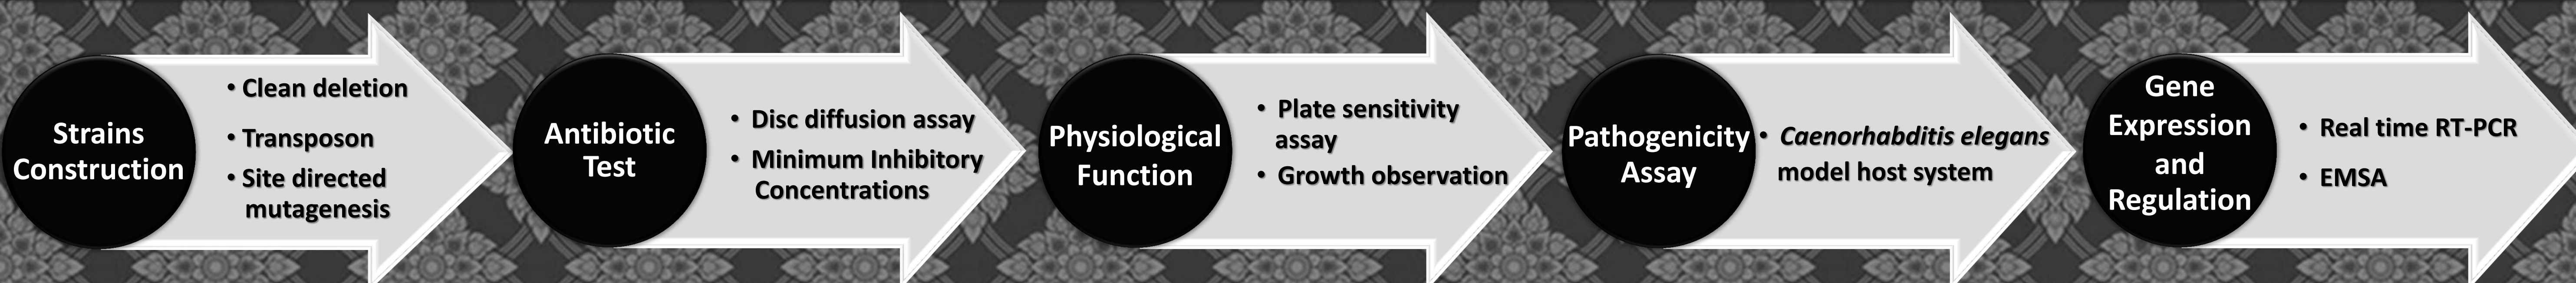 Strains
Construction
• Clean deletion
• Transposon
• Site directed
mutagenesis
Antibiotic
Test
• Disc diffusion assay
• Minimum Inhibitory
Concentrations
Physiological
Function
• Plate sensitivity
assay
• Growth observation
Pathogenicity
Assay
• Caenorhabditis elegans
model host system
Gene
Expression
and
Regulation
• Real time RT-PCR
• EMSA